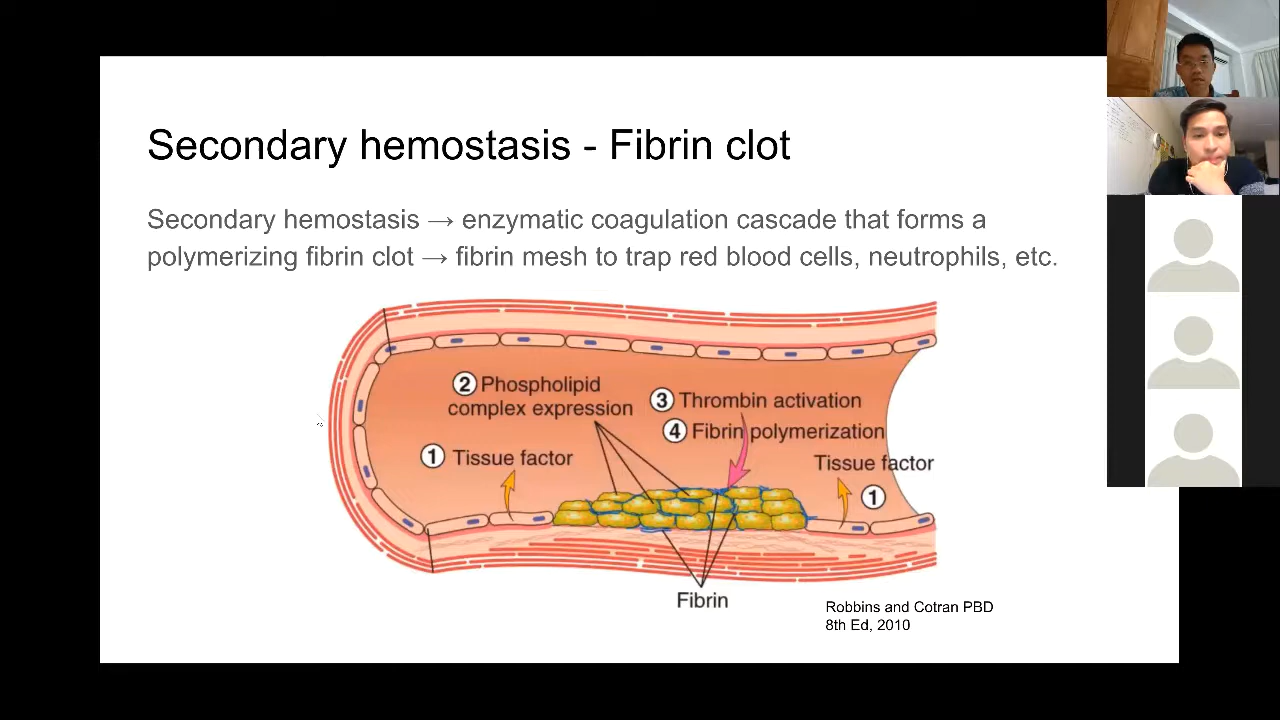 Secondary hemostasis - Fibrin clot
Secondary hemostasis → enzymatic coagulation cascade that forms a
polymerizing fibrin clot → fibrin mesh to trap red blood cells, neutrophils, etc.
2 Phospholipid
complex expression
3 Thrombin activation
4 Fibrin polymerization
1 Tissue factor
Tissue factor
1
Fibrin
Robbins and Cotran PBD
8th Ed, 2010